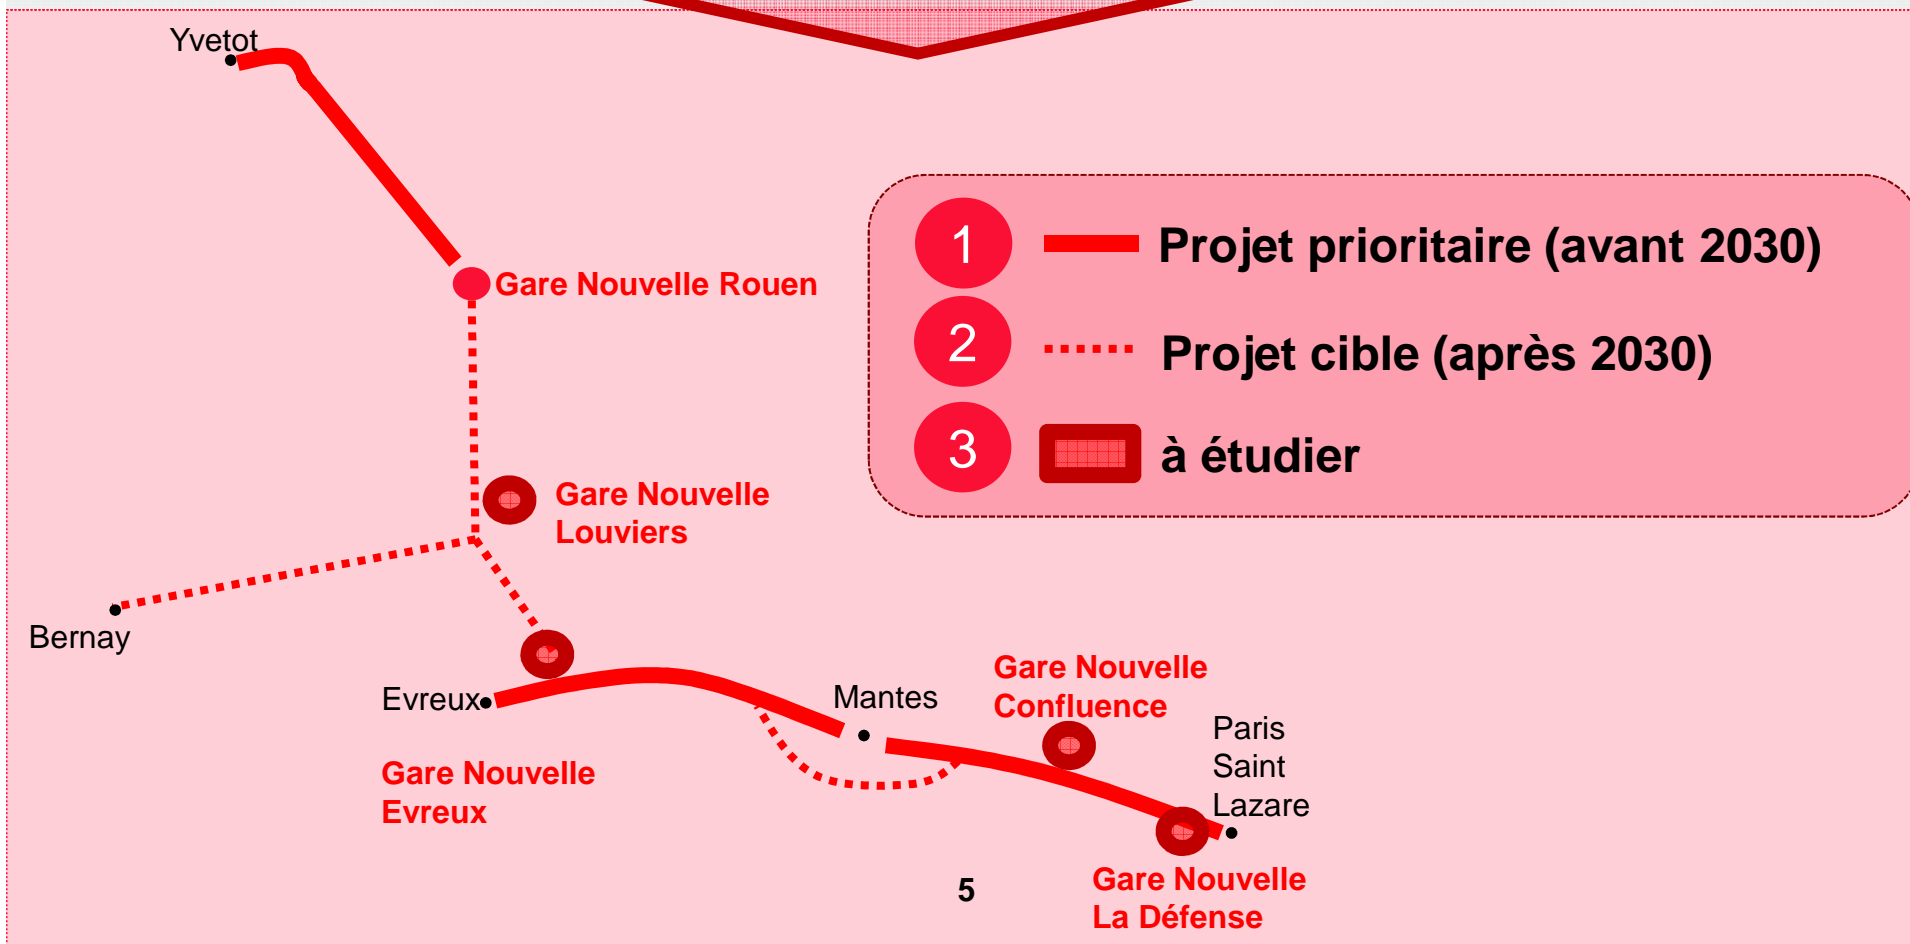 Yvetot
1
Projet prioritaire (avant 2030)
Gare Nouvelle Rouen
2
Projet cible (après 2030)
3
à étudier
Gare Nouvelle
Louviers
Bernay
Evreux
Mantes
Gare Nouvelle
Confluence
Paris
Saint
Lazare
Gare Nouvelle
Evreux
5
Gare Nouvelle
La Défense